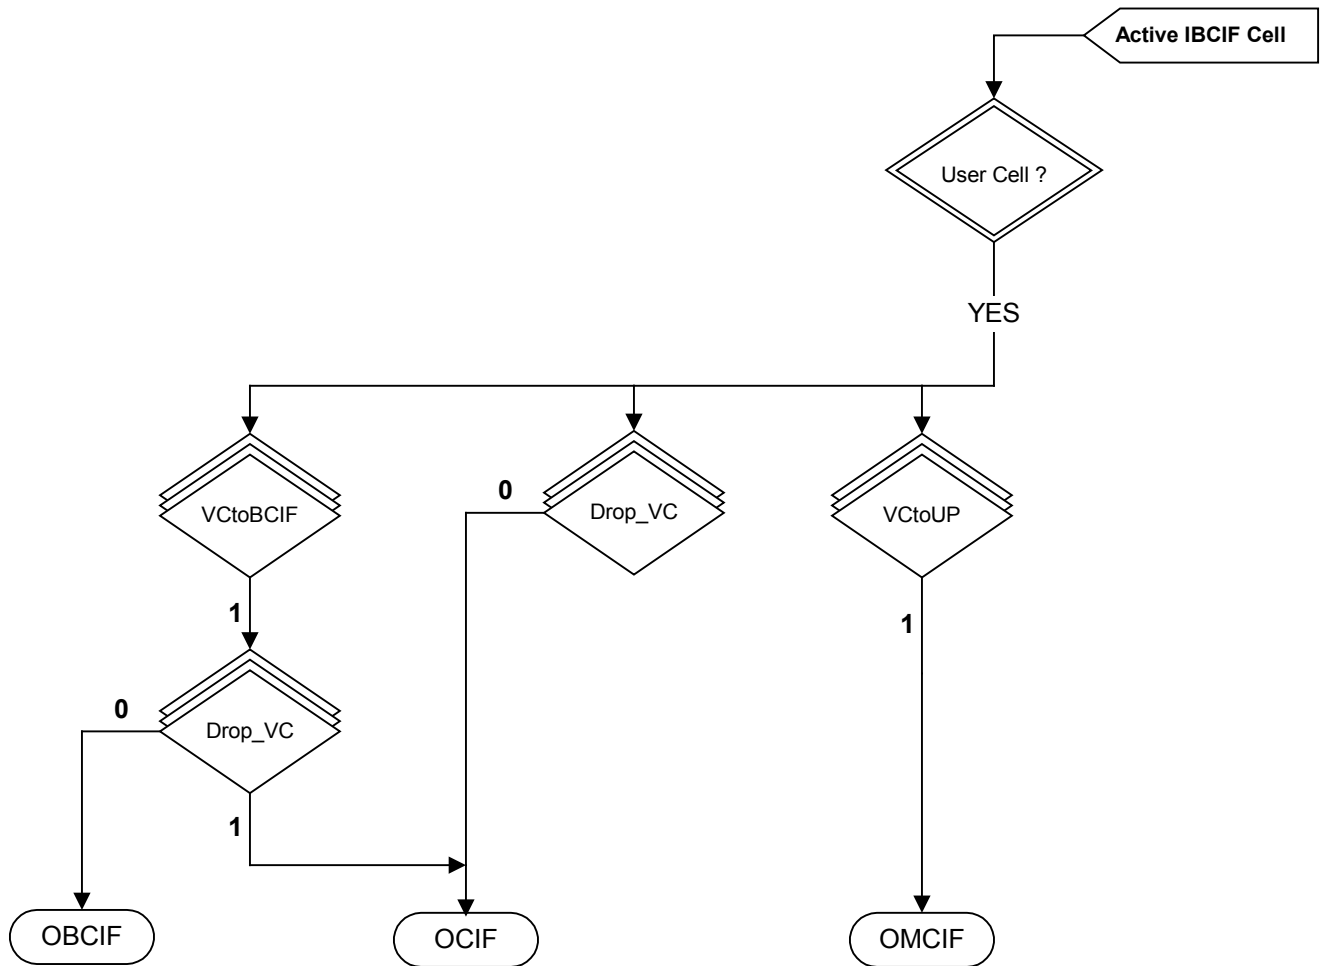 Active IBCIF Cell
User Cell ?
YES
VCtoBCIF
0
Drop_VC
VCtoUP
1
1
0
Drop_VC
1
OBCIF
OCIF
OMCIF